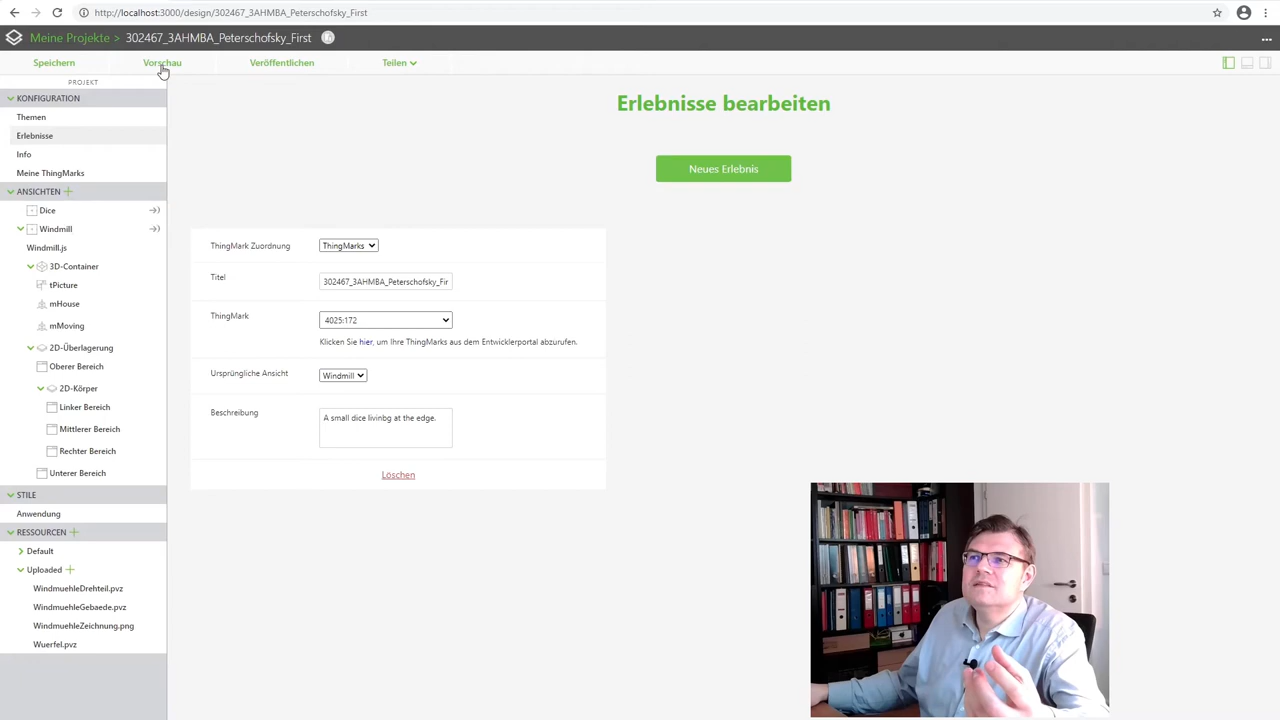 http://localhost:3000/design/302467_3AHMBA_Peterschofsky_First
Meine Projekte > 302467_3AHMBA_Peterschofsky_First
Speichern Vorschau Veröffentlichen Teilen
PROJEKT
KONFIGURATION
Themen
Erlebnisse
Info
Meine ThingMarks
ANSICHTEN
Dice
Windmill
Windmill.js
3D-Container
tPicture
mHouse
mMoving
2D-Überlagerung
Oberer Bereich
2D-Körper
Linker Bereich
Mittlerer Bereich
Rechter Bereich
Unterer Bereich
STILE
Anwendung
RESSOURCEN
Default
Uploaded
WindmuehleDrehteil.pvz
WindmuehleGebaede.pvz
WindmuehleZeichnung.png
Wuerfel.pvz
Erlebnisse bearbeiten
Neues Erlebnis
ThingMark Zuordnung ThingMarks
Titel 302467_3AHMBA_Peterschofsky_Fir
ThingMark 4025:172
Klicken Sie hier, um Ihre ThingMarks aus dem Entwicklerportal abzurufen.
Ursprüngliche Ansicht Windmill
Beschreibung A small dice livinbg at the edge.
Löschen